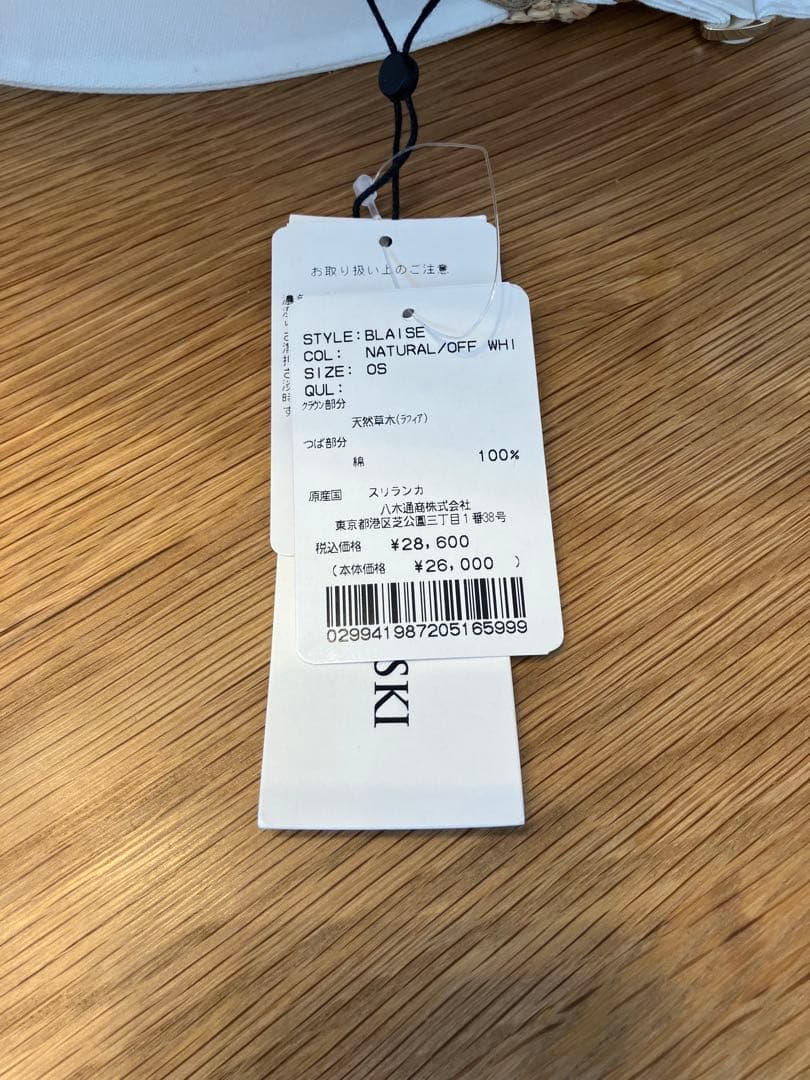 お取り扱い上のご注意
STYLE:BLAISE
COL: NATURAL/OFF WHI
SIZE: OS
QUL:
クラウン部分
天然草木(ラフィア)
つば部分
綿 100%
原産国 スリランカ
八木通商株式会社
東京都港区芝公園三丁目1番38号
税込価格 ¥28,600
(本体価格 ¥26,000 )
029941987205165999
SKI